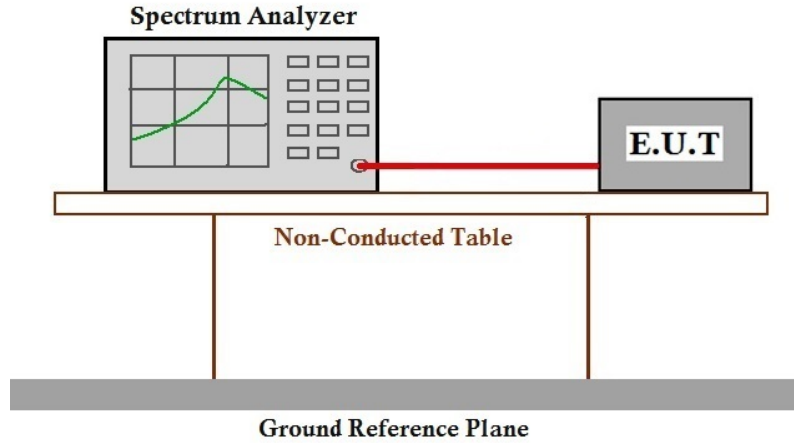 Spectrum Analyzer
E.U.T
Non-Conducted Table
Ground Reference Plane